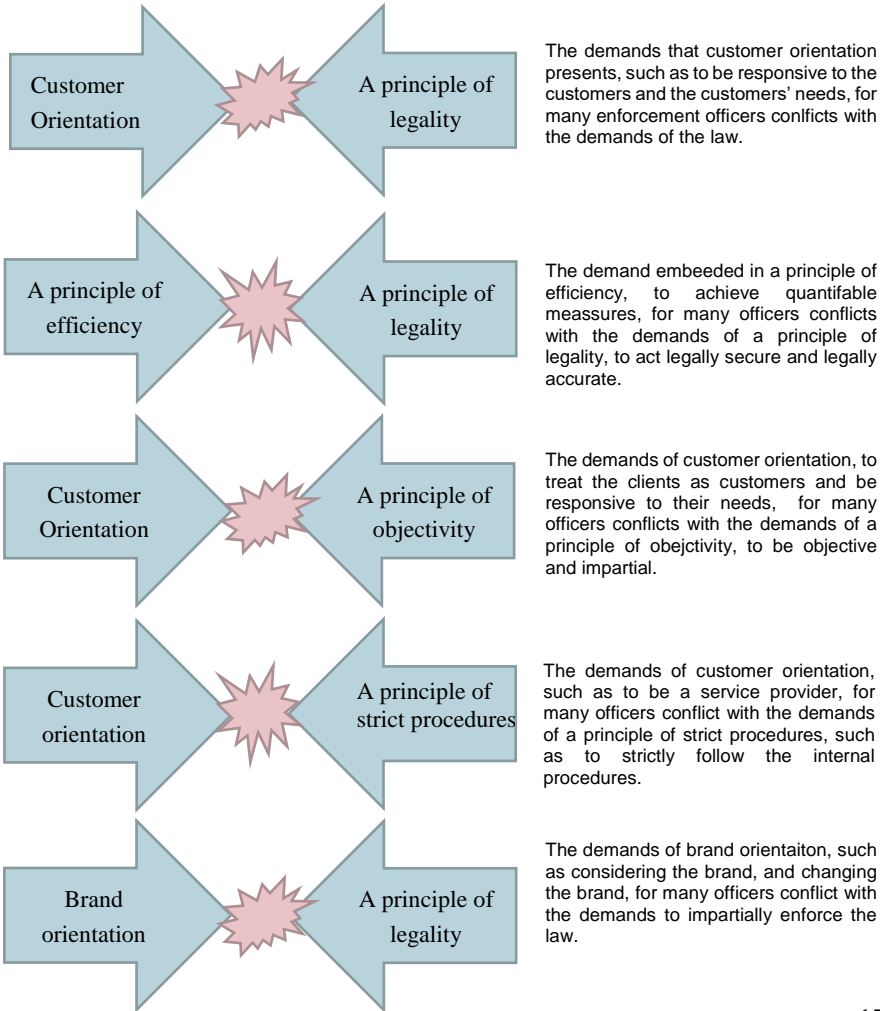 Customer
Orientation
A principle of
legality
The demands that customer orientation
presents, such as to be responsive to the
customers and the customers’ needs, for
many enforcement officers conlficts with
the demands of the law.
A principle of
efficiency
A principle of
legality
The demand embeeded in a principle of
efficiency, to achieve quantifable
meassures, for many officers conflicts
with the demands of a principle of
legality, to act legally secure and legally
accurate.
Customer
Orientation
A principle of
objectivity
The demands of customer orientation, to
treat the clients as customers and be
responsive to their needs, for many
officers conflicts with the demands of a
principle of obejctivity, to be objective
and impartial.
Customer
orientation
A principle of
strict procedures
The demands of customer orientation,
such as to be a service provider, for
many officers conflict with the demands
of a principle of strict procedures, such
as to strictly follow the internal
procedures.
Brand
orientation
A principle of
legality
The demands of brand orientaiton, such
as considering the brand, and changing
the brand, for many officers conflict with
the demands to impartially enforce the
law.